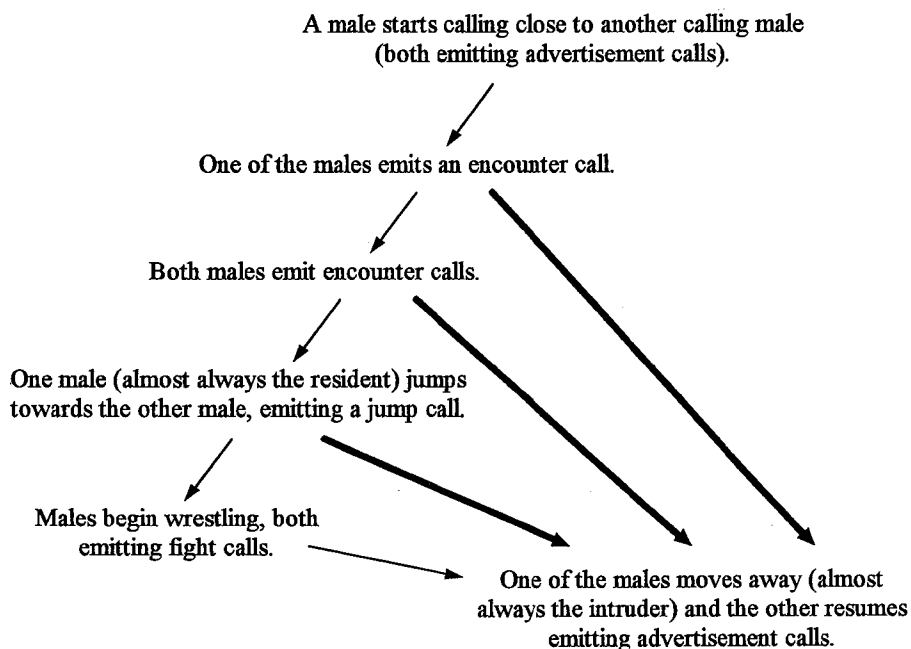 A male starts calling close to another calling male
(both emitting advertisement calls).
One of the males emits an encounter call.
Both males emit encounter calls.
One male (almost always the resident) jumps
towards the other male, emitting a jump call.
Males begin wrestling, both
emitting fight calls.
One of the males moves away (almost
always the intruder) and the other resumes
emitting advertisement calls.